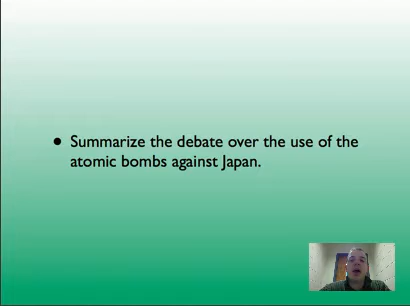 • Summarize the debate over the use of the
atomic bombs against Japan.